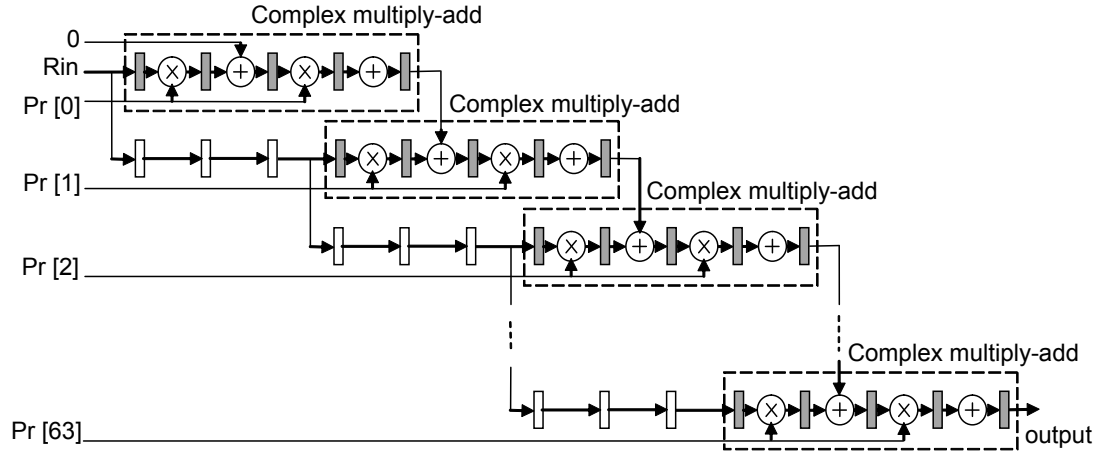 Complex multiply-add
0
Rin
Pr [0]
Complex multiply-add
Pr [1]
Complex multiply-add
Pr [2]
Complex multiply-add
Pr [63]
output